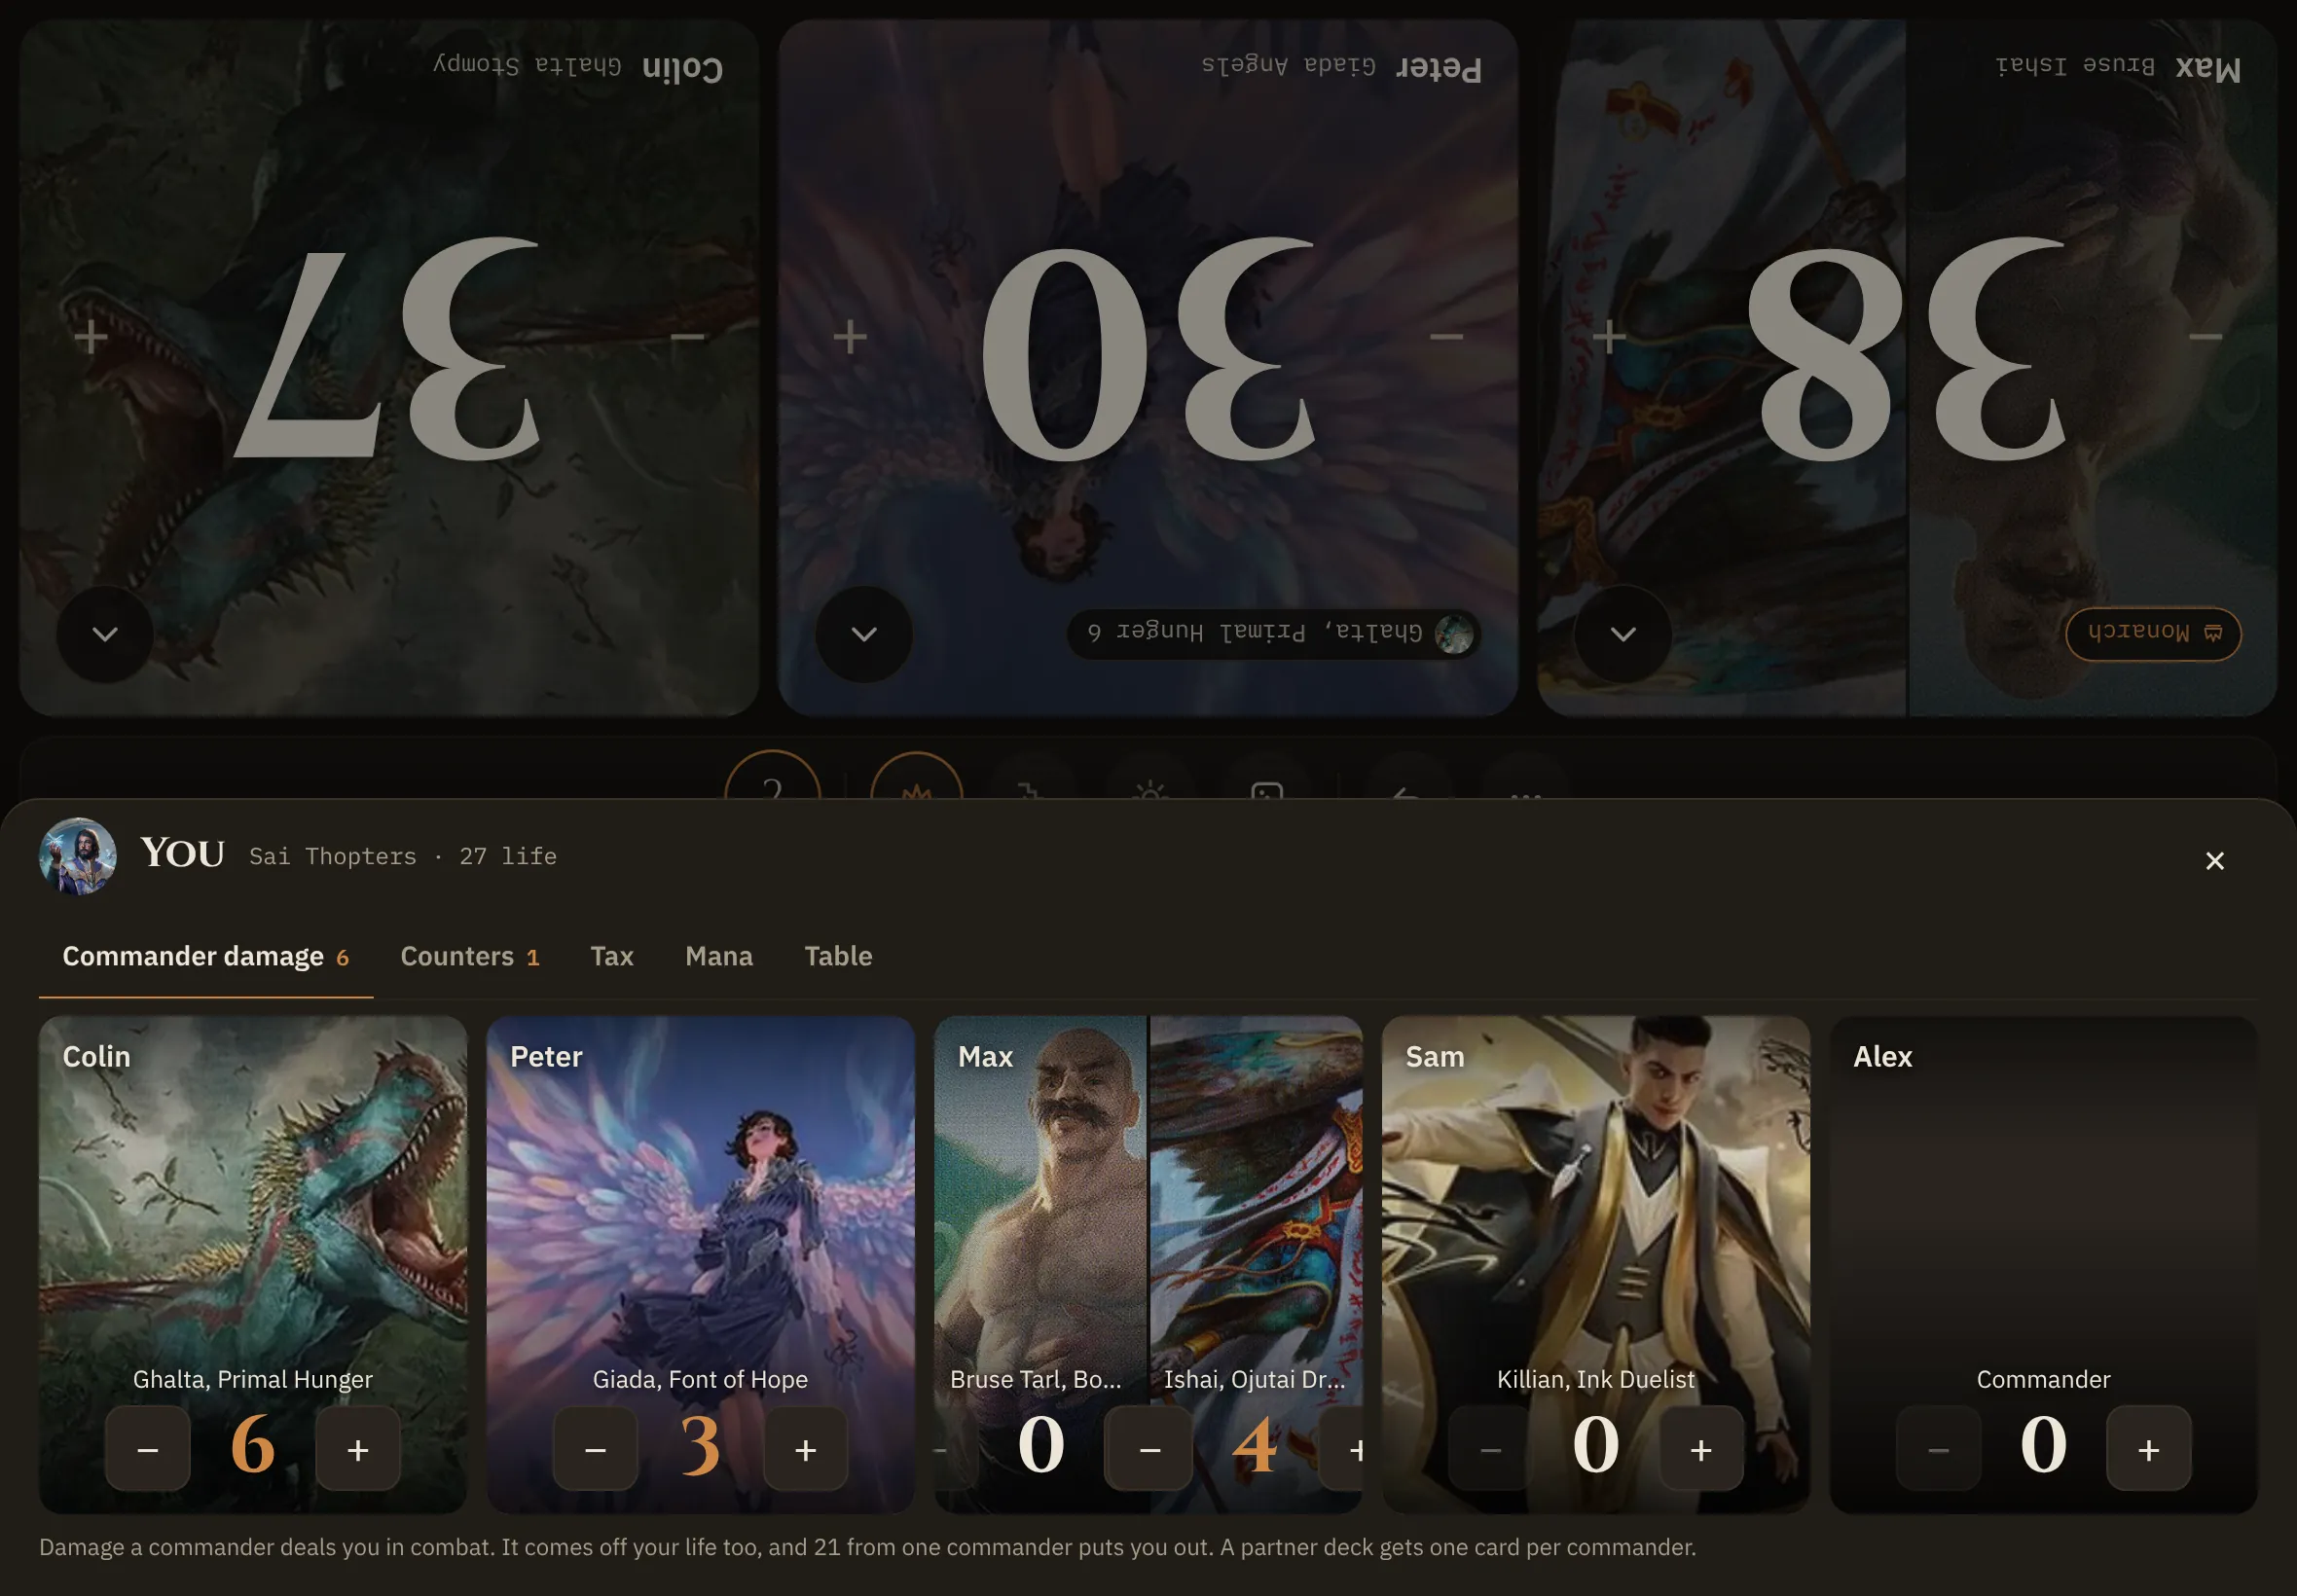 Colin Ghalta Stompy
37
+ −
Peter Giada Angels
30
+ −
Ghalta, Primal Hunger 6
Max Bruse Ishai
38
+ −
Monarch
YOU Sai Thopters · 27 life ×
Commander damage 6 Counters 1 Tax Mana Table
Colin
Ghalta, Primal Hunger
− 6 +
Peter
Giada, Font of Hope
− 3 +
Max
Bruse Tarl, Bo...
− 0
Ishai, Ojutai Dr...
− 4 +
Sam
Killian, Ink Duelist
− 0 +
Alex
Commander
− 0 +
Damage a commander deals you in combat. It comes off your life too, and 21 from one commander puts you out. A partner deck gets one card per commander.